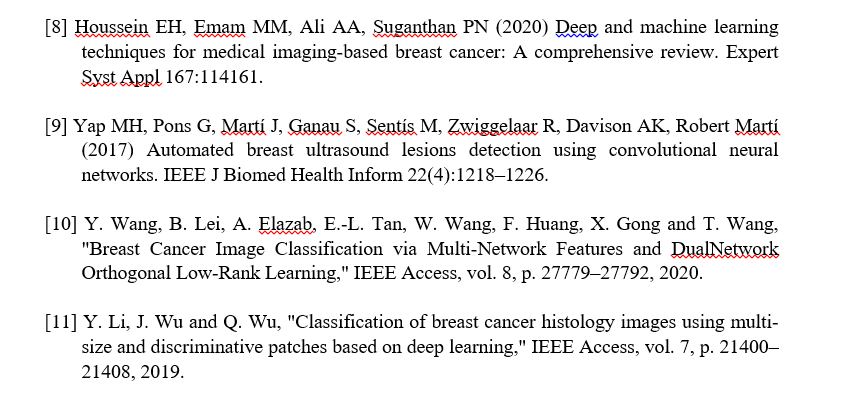 [8] Houssein EH, Emam MM, Ali AA, Suganthan PN (2020) Deep and machine learning
techniques for medical imaging-based breast cancer: A comprehensive review. Expert
Syst Appl 167:114161.
[9] Yap MH, Pons G, Martí J, Ganau S, Sentís M, Zwiggelaar R, Davison AK, Robert Martí
(2017) Automated breast ultrasound lesions detection using convolutional neural
networks. IEEE J Biomed Health Inform 22(4):1218–1226.
[10] Y. Wang, B. Lei, A. Elazab, E.-L. Tan, W. Wang, F. Huang, X. Gong and T. Wang,
"Breast Cancer Image Classification via Multi-Network Features and DualNetwork
Orthogonal Low-Rank Learning," IEEE Access, vol. 8, p. 27779–27792, 2020.
[11] Y. Li, J. Wu and Q. Wu, "Classification of breast cancer histology images using multi-
size and discriminative patches based on deep learning," IEEE Access, vol. 7, p. 21400–
21408, 2019.